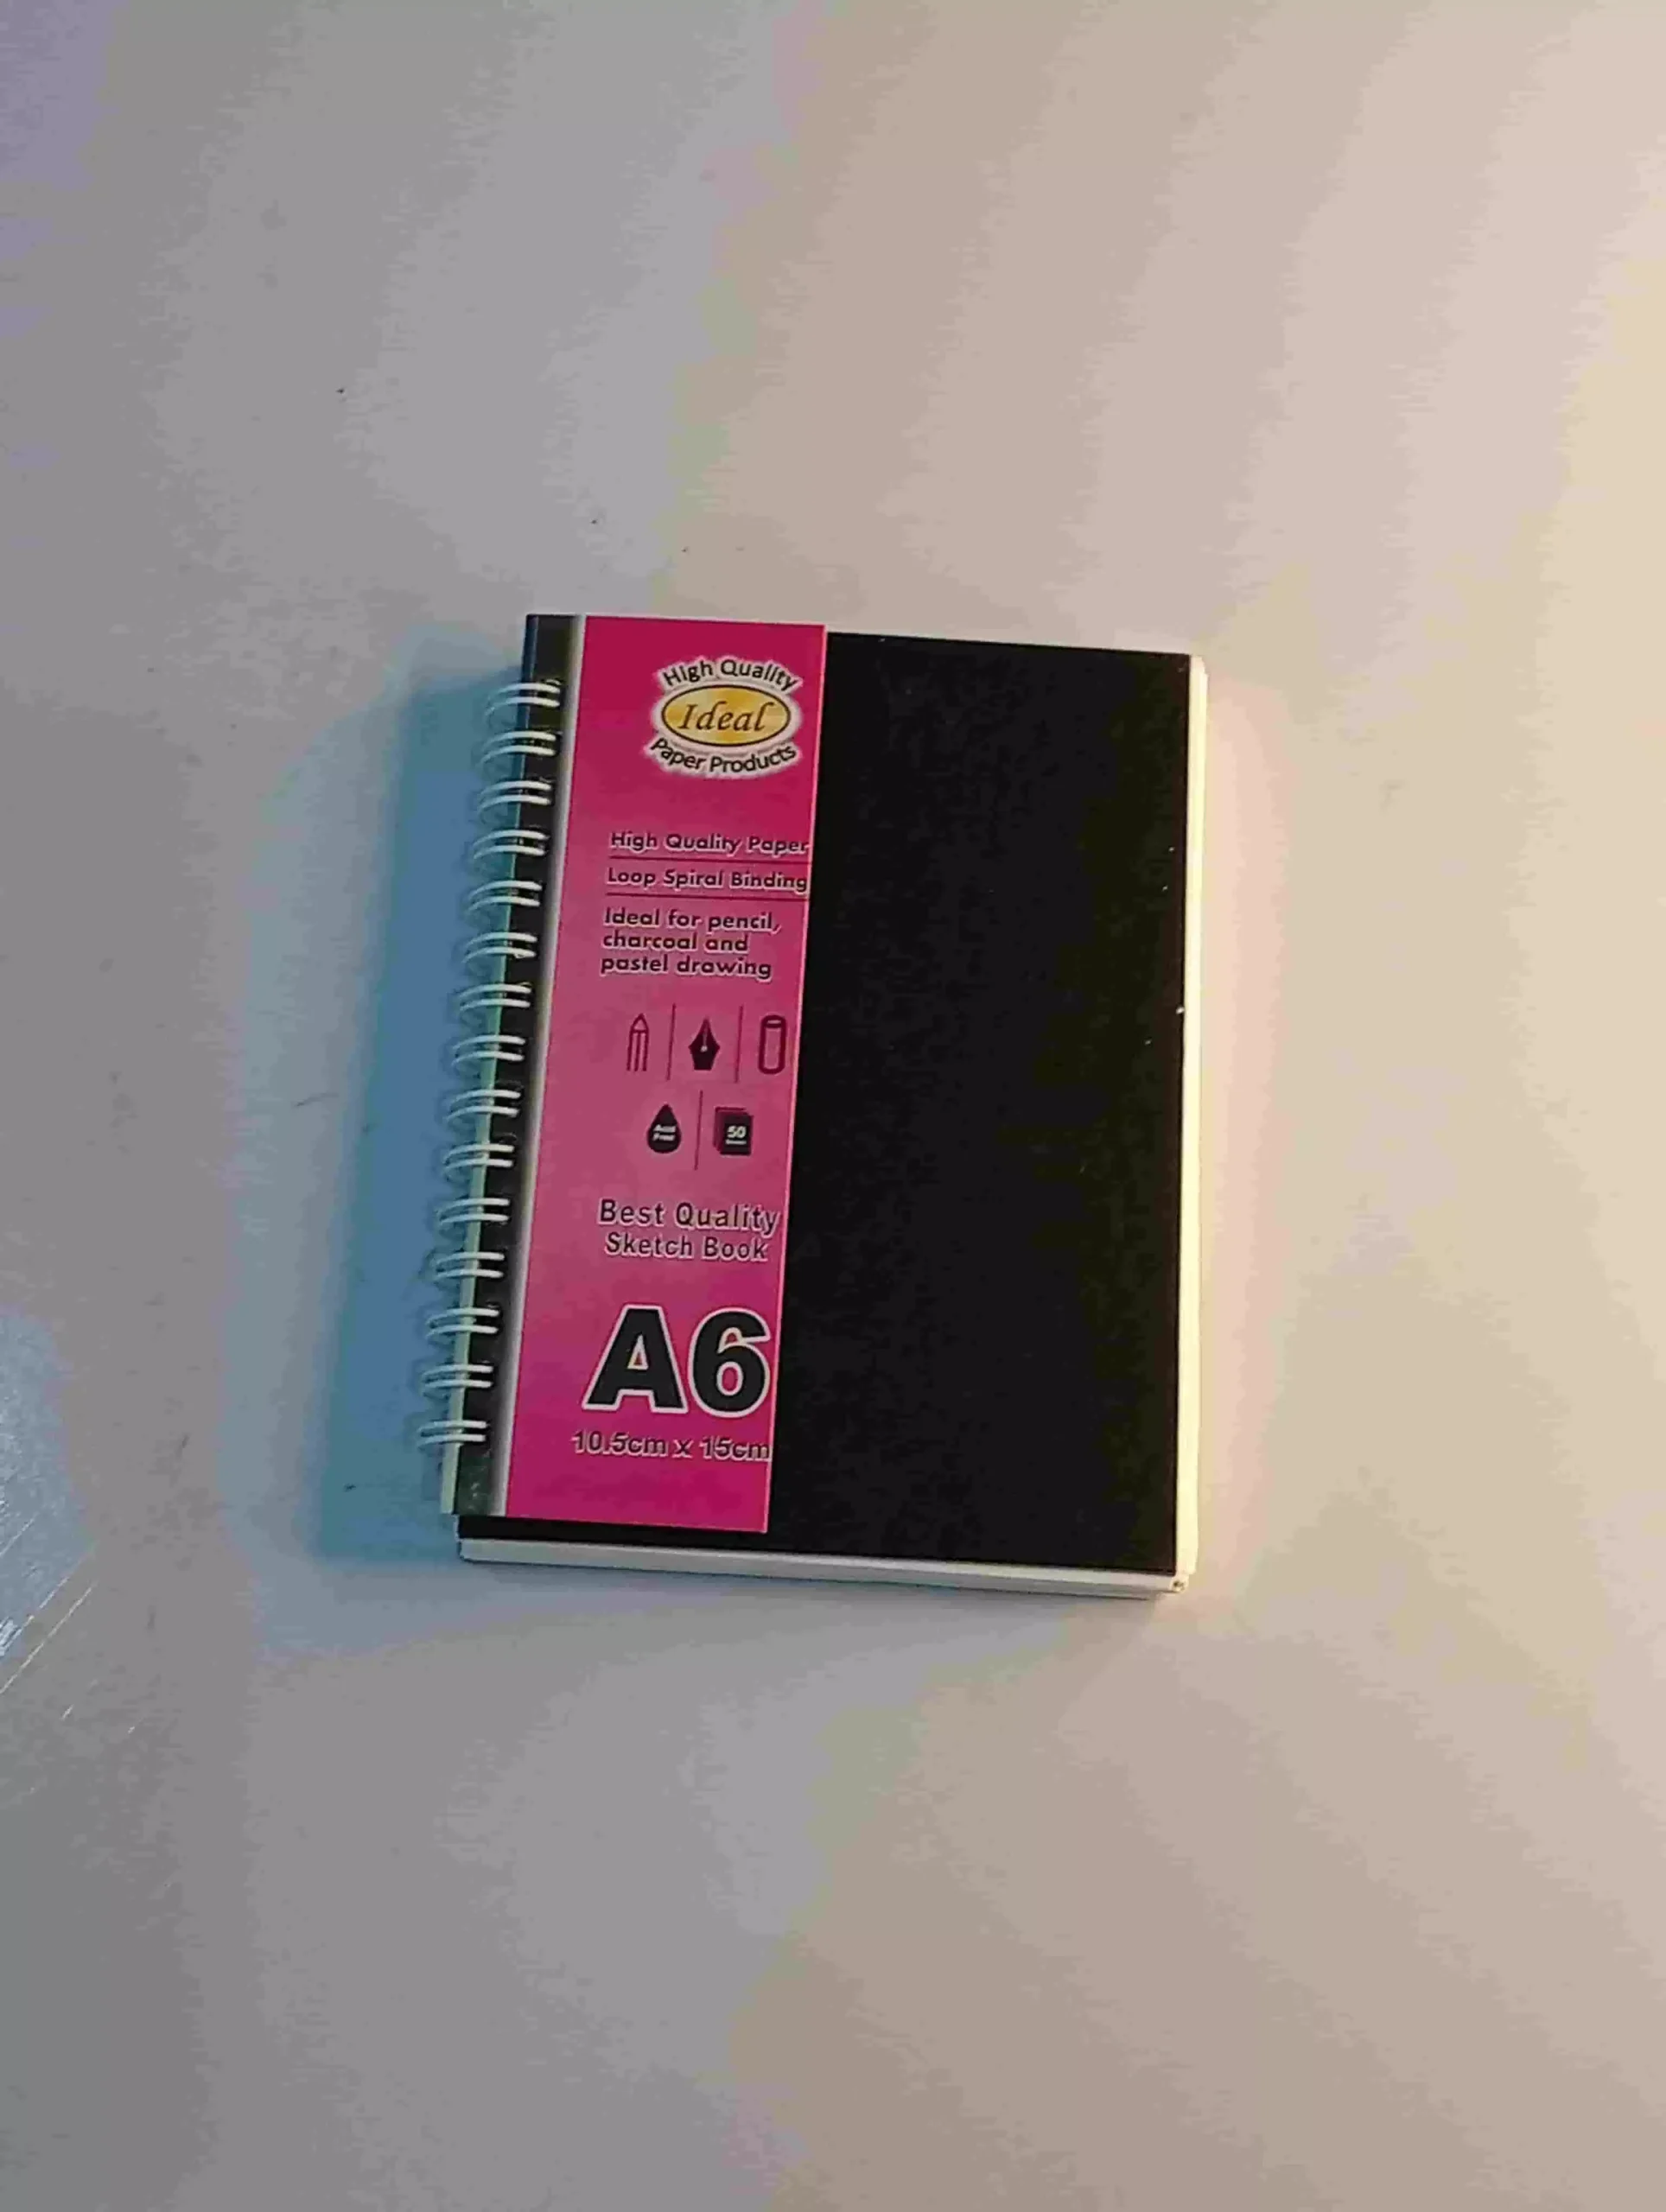 High Quality
Ideal
Paper Products
High Quality Paper
Loop Spiral Binding
Ideal for pencil,
charcoal and
pastel drawing
50
Best Quality
Sketch Book
A6
10.5cm x 15cm